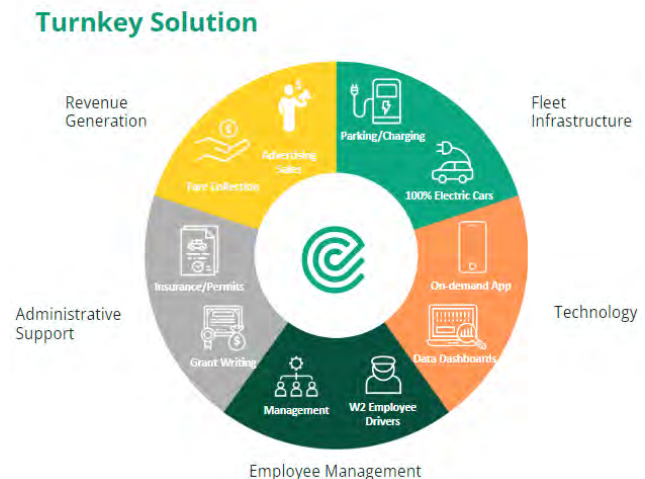 Turnkey Solution
Revenue
Generation
Fleet
Infrastructure
Advertising
Sales
Fare Collection
Parking/Charging
100% Electric Cars
Insurance/Permits
Grant Writing
On-demand App
Data Dashboards
Administrative
Support
Technology
Management
W2 Employee
Drivers
Employee Management